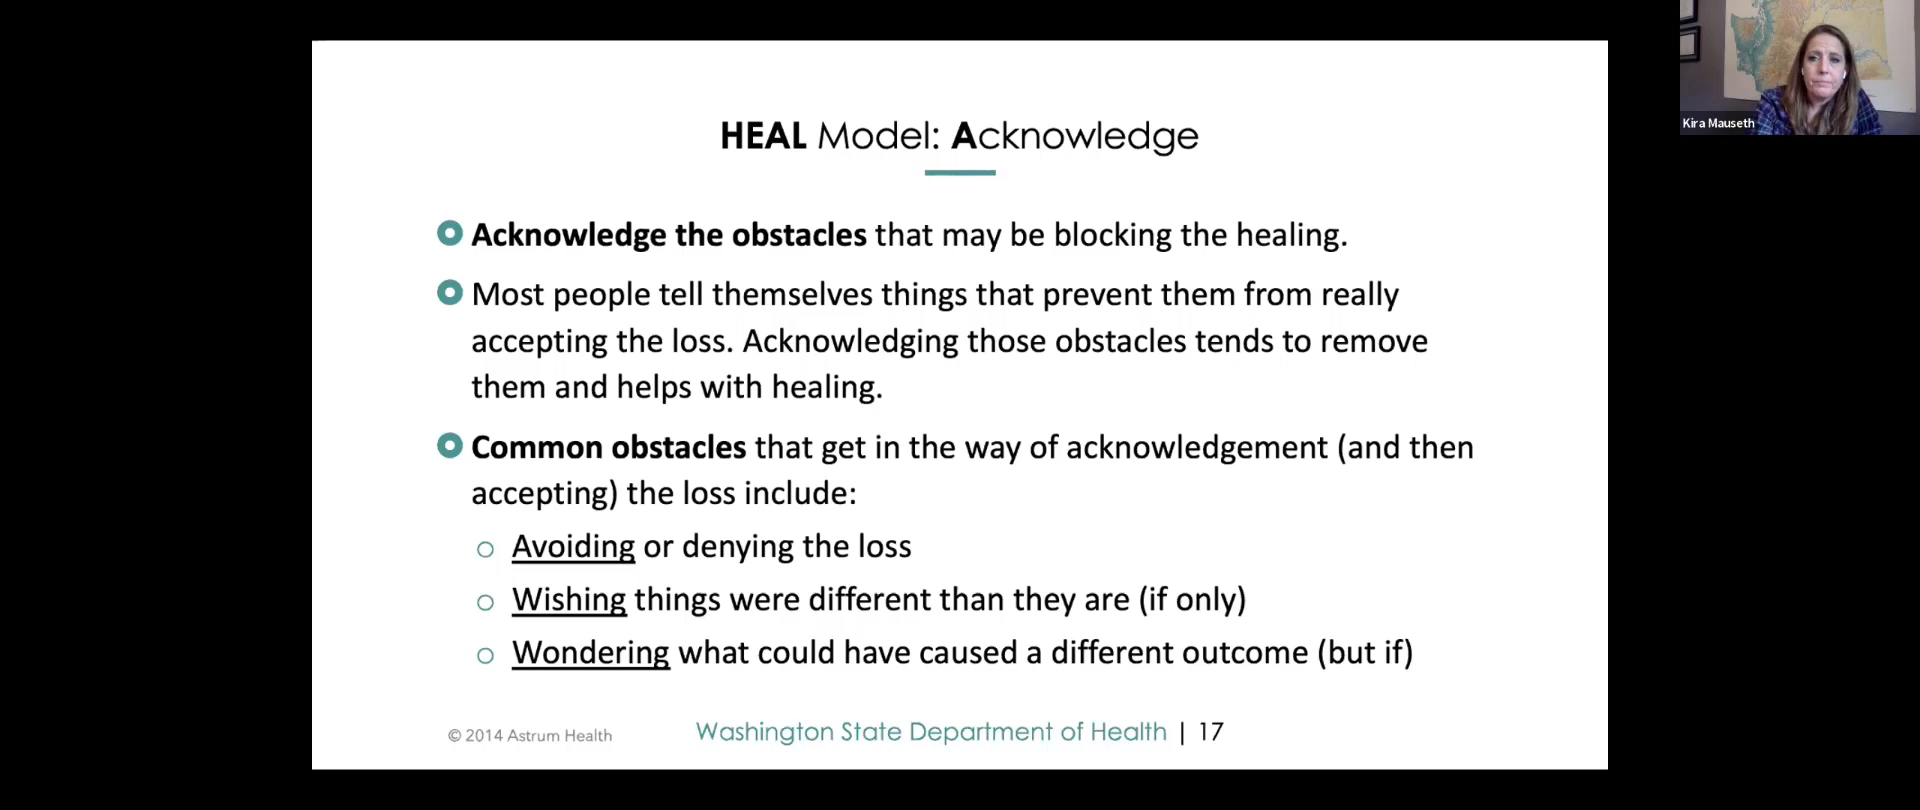 HEAL Model: Acknowledge
Acknowledge the obstacles that may be blocking the healing.
Most people tell themselves things that prevent them from really
accepting the loss. Acknowledging those obstacles tends to remove
them and helps with healing.
Common obstacles that get in the way of acknowledgement (and then
accepting) the loss include:
Avoiding or denying the loss
Wishing things were different than they are (if only)
Wondering what could have caused a different outcome (but if)
© 2014 Astrum Health
Washington State Department of Health | 17
Kira Mauseth